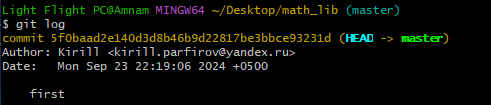 Light Flight PC@Amnam MINGW64 ~/Desktop/math_lib (master)
$ git log
commit 5f0baad2e140d3d8b46b9d22817be3bbce93231d (HEAD -> master)
Author: Kirill <kirill.parfirov@yandex.ru>
Date:   Mon Sep 23 22:19:06 2024 +0500
first